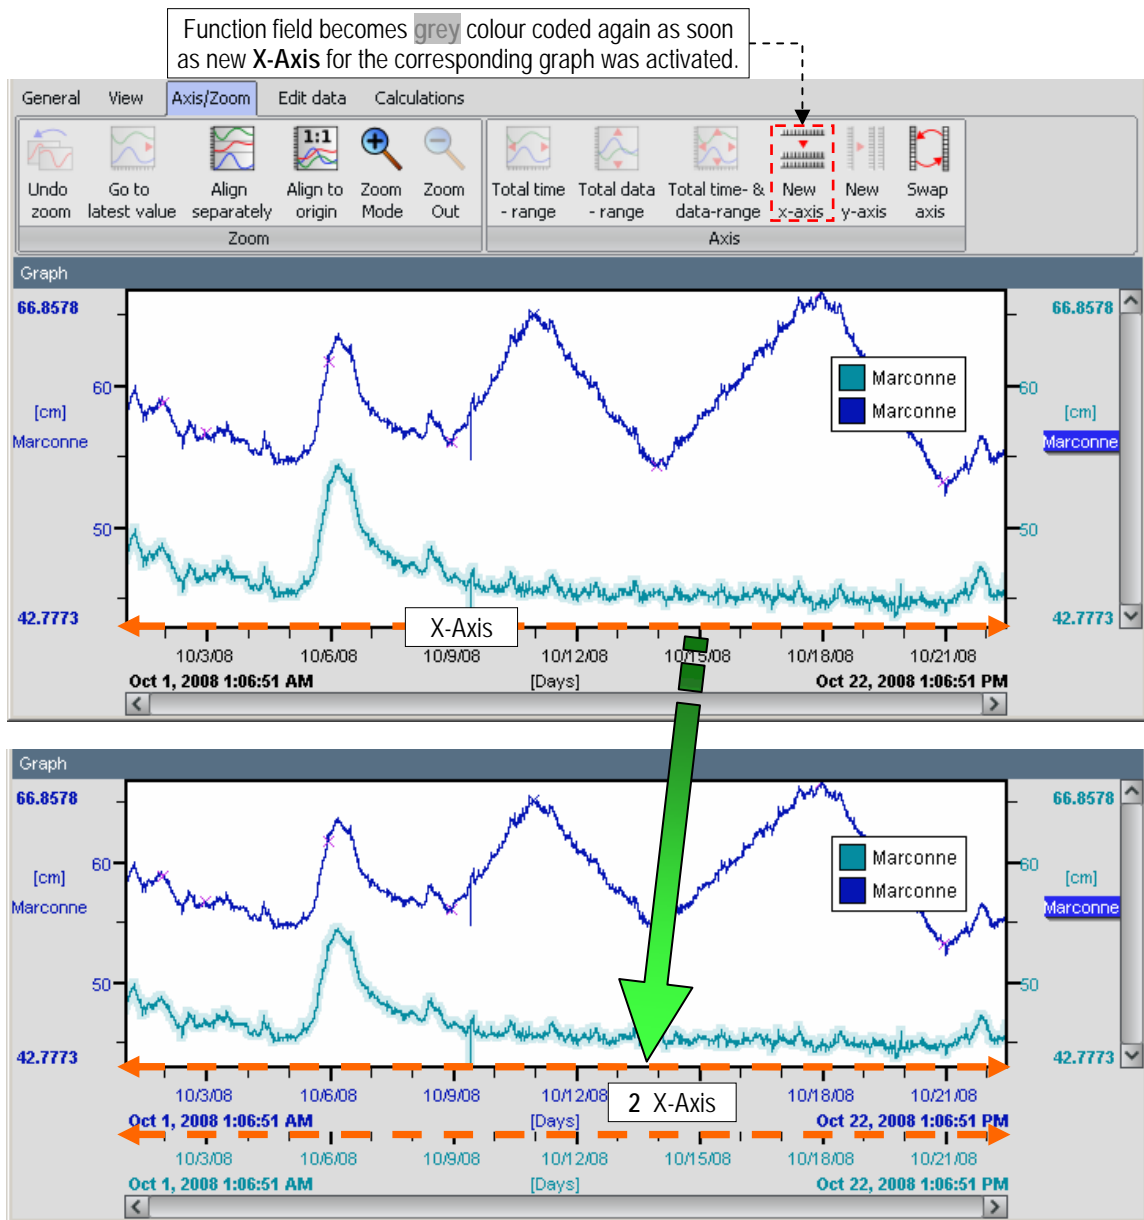 Function field becomes grey colour coded again as soon
as new X-Axis for the corresponding graph was activated.
General View Axis/Zoom Edit data Calculations
1:1
Undo zoom
Go to latest value
Align separately
Align to origin
Zoom Mode
Zoom Out
Total time - range
Total data - range
Total time- & data-range
New x-axis
New y-axis
Swap axis
Zoom
Axis
Graph
66.8578
66.8578
Marconne
Marconne
60
60
[cm]
[cm]
Marconne
Marconne
50
50
42.7773
42.7773
X-Axis
10/3/08 10/6/08 10/9/08 10/12/08 10/15/08 10/18/08 10/21/08
Oct 1, 2008 1:06:51 AM [Days] Oct 22, 2008 1:06:51 PM
Graph
66.8578
66.8578
Marconne
Marconne
60
60
[cm]
[cm]
Marconne
Marconne
50
50
42.7773
42.7773
10/3/08 10/6/08 10/9/08 10/12/08 10/18/08 10/21/08
2 X-Axis
Oct 1, 2008 1:06:51 AM [Days] Oct 22, 2008 1:06:51 PM
10/3/08 10/6/08 10/9/08 10/12/08 10/15/08 10/18/08 10/21/08
Oct 1, 2008 1:06:51 AM [Days] Oct 22, 2008 1:06:51 PM